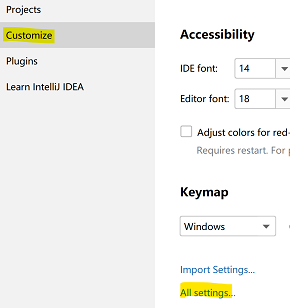 Projects
Customize
Plugins
Learn IntelliJ IDEA
Accessibility
IDE font: 14
Editor font: 18
Adjust colors for red-
Requires restart. For
Keymap
Windows
Import Settings...
All settings...